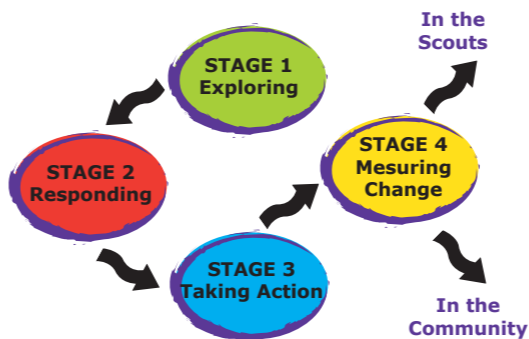 STAGE 1
Exploring
STAGE 2
Responding
STAGE 3
Taking Action
STAGE 4
Mesuring
Change
In the
Scouts
In the
Community